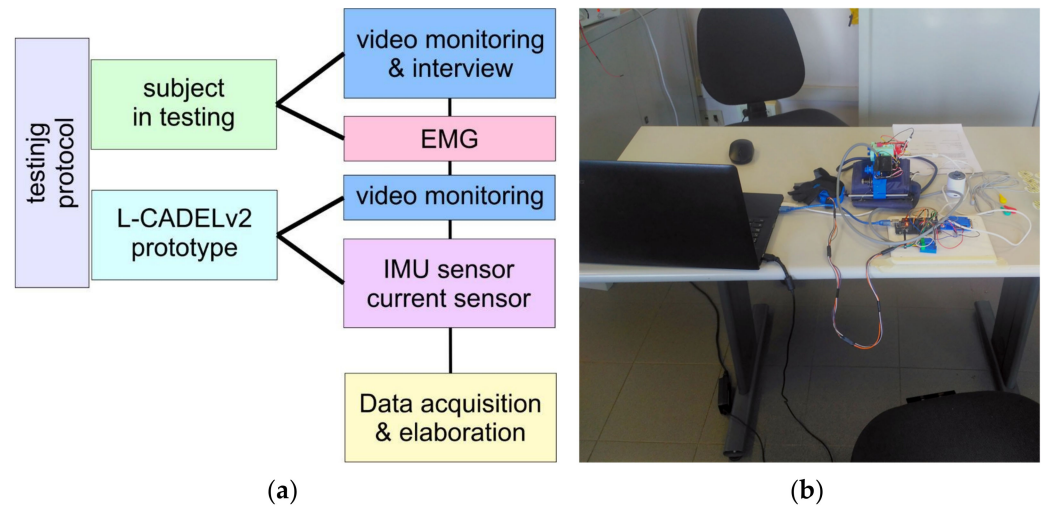 testinjg
protocol
subject
in testing
video monitoring
& interview
EMG
L-CADELv2
prototype
video monitoring
IMU sensor
current sensor
Data acquisition
& elaboration
(a)
(b)